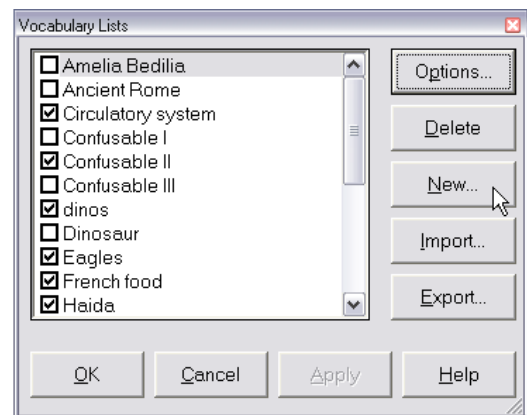 Vocabulary Lists
Amelia Bedilia
Ancient Rome
Circulatory system
Confusable I
Confusable II
Confusable III
dinos
Dinosaur
Eagles
French food
Haida
Options...
Delete
New...
Import...
Export...
OK Cancel Apply Help